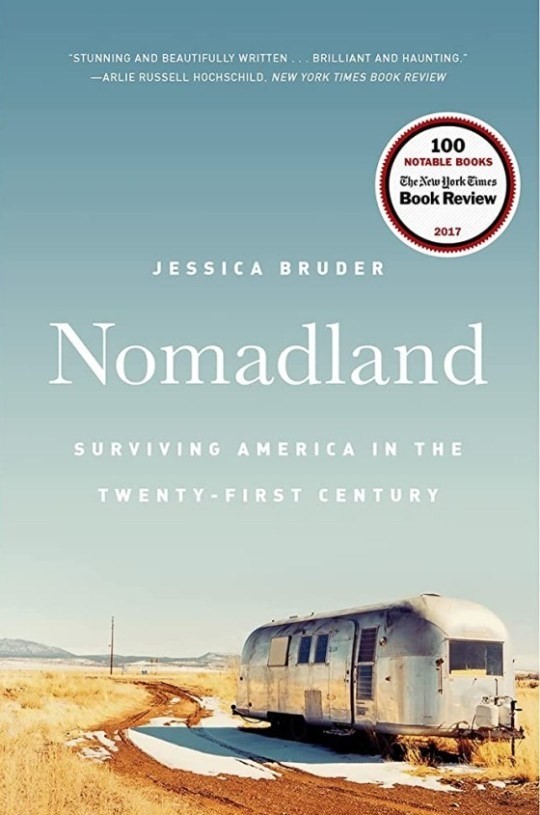 "STUNNING AND BEAUTIFULLY WRITTEN . . . BRILLIANT AND HAUNTING."
—ARLIE RUSSELL HOCHSCHILD, NEW YORK TIMES BOOK REVIEW
100
NOTABLE BOOKS
The New York Times
Book Review
2017
JESSICA BRUDER
Nomadland
SURVIVING AMERICA IN THE
TWENTY-FIRST CENTURY